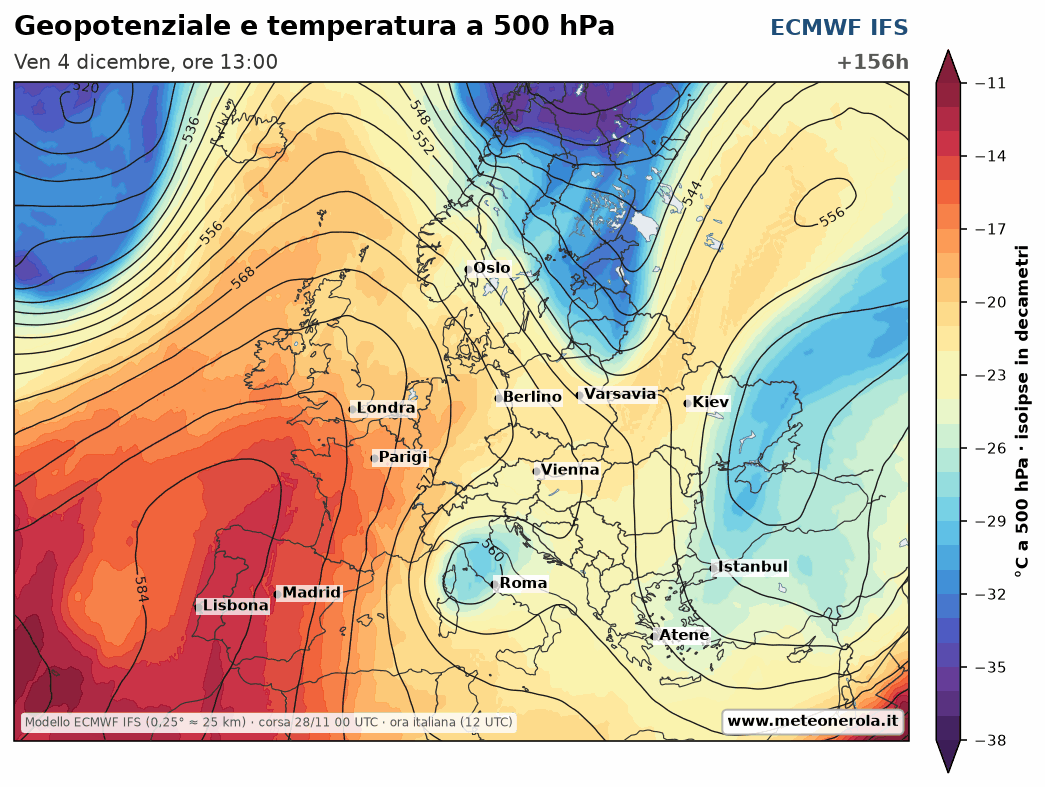 Geopotenziale e temperatura a 500 hPa
ECMWF IFS
Ven 4 dicembre, ore 13:00
+156h
520
536
548
552
544
556
556
568
572
560
584
Oslo
Londra
Berlino
Varsavia
Kiev
Parigi
Vienna
Roma
Istanbul
Madrid
Lisbona
Atene
Modello ECMWF IFS (0,25° ≈ 25 km) · corsa 28/11 00 UTC · ora italiana (12 UTC)
www.meteonerola.it
−11
−14
−17
−20
−23
−26
−29
−32
−35
−38
°C a 500 hPa · isoipse in decametri